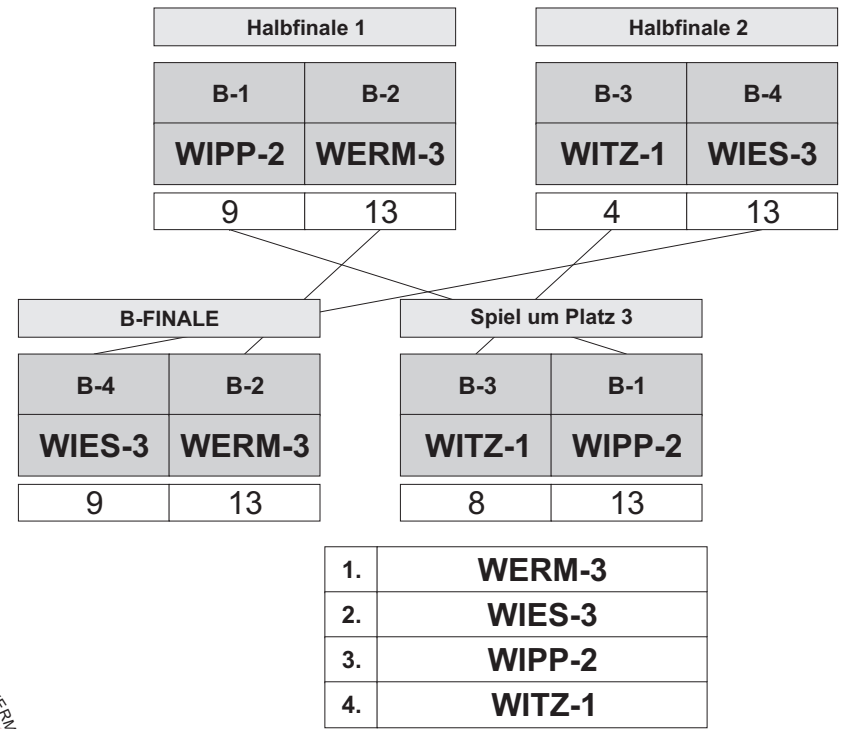 Halbfinale 1 Halbfinale 2
B-1 B-2 B-3 B-4
WIPP-2 WERM-3 WITZ-1 WIES-3
9 13 4 13
B-FINALE Spiel um Platz 3
B-4 B-2 B-3 B-1
WIES-3 WERM-3 WITZ-1 WIPP-2
9 13 8 13
1. WERM-3
2. WIES-3
3. WIPP-2
4. WITZ-1